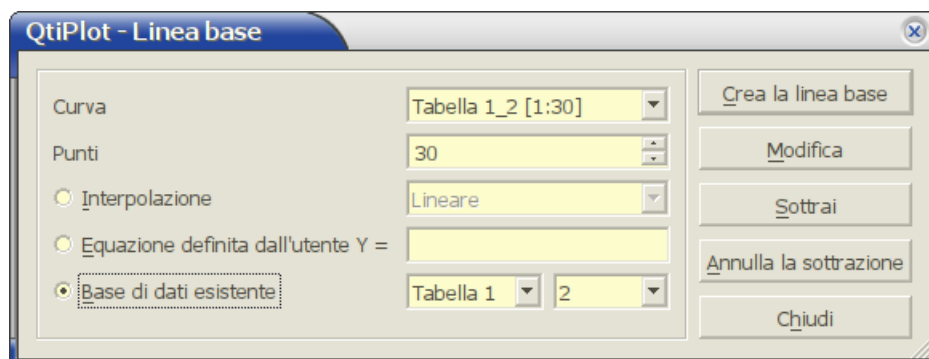 QtiPlot - Linea base
Curva
Tabella 1_2 [1:30]
Punti
30
Interpolazione
Lineare
Equazione definita dall'utente Y =
Base di dati esistente
Tabella 1
2
Crea la linea base
Modifica
Sottrai
Annulla la sottrazione
Chiudi